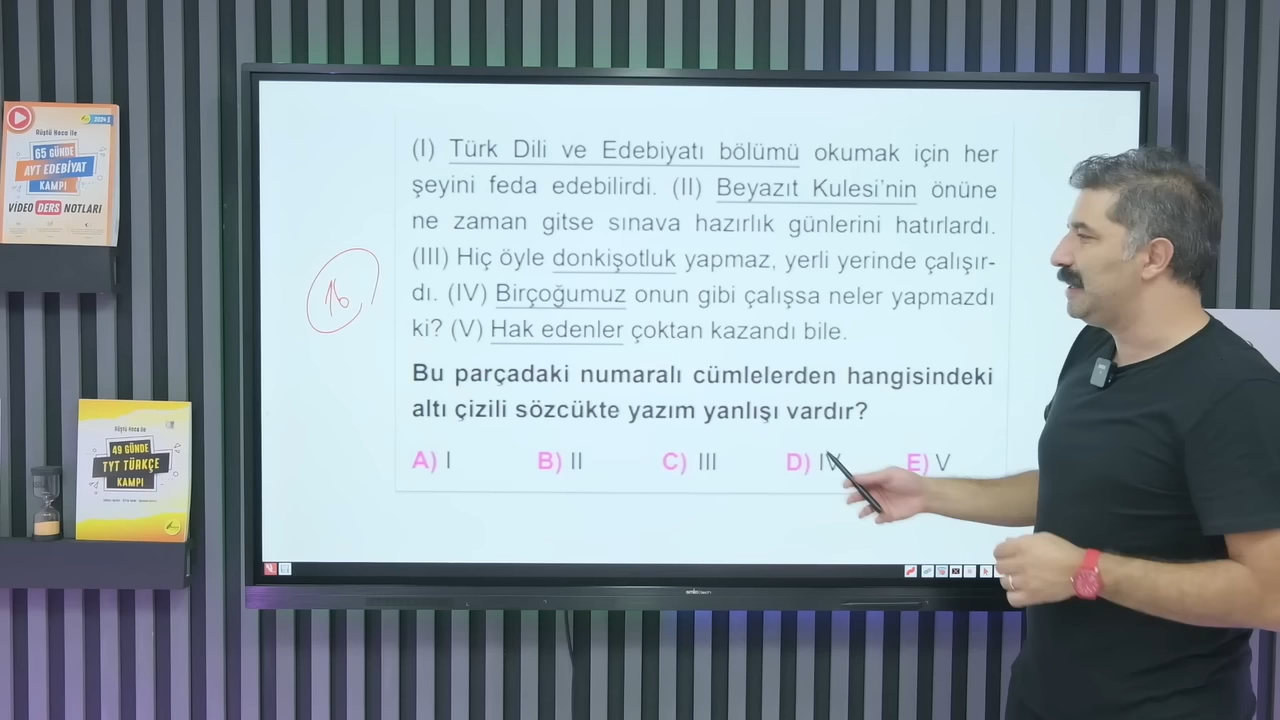 Rüştü Hoca ile
65 GÜNDE
AYT EDEBİYAT
KAMPI
VİDEO DERS NOTLARI
Rüştü Hoca ile
49 GÜNDE
TYT TÜRKÇE
KAMPI
16
(I) Türk Dili ve Edebiyatı bölümü okumak için her
şeyini feda edebilirdi. (II) Beyazıt Kulesi’nin önüne
ne zaman gitse sınava hazırlık günlerini hatırlardı.
(III) Hiç öyle donkişotluk yapmaz, yerli yerinde çalışır-
dı. (IV) Birçoğumuz onun gibi çalışsa neler yapmazdı
ki? (V) Hak edenler çoktan kazandı bile.
Bu parçadaki numaralı cümlelerden hangisindeki
altı çizili sözcükte yazım yanlışı vardır?
A) I B) II C) III D) IV E) V